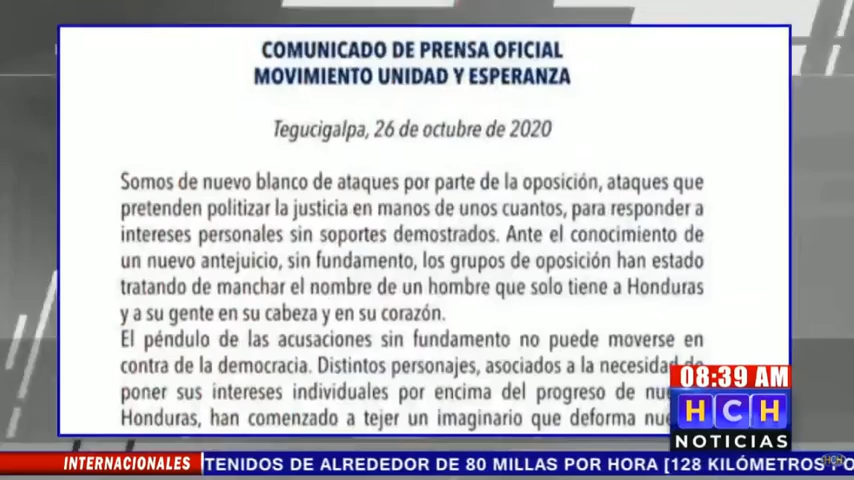 COMUNICADO DE PRENSA OFICIAL
MOVIMIENTO UNIDAD Y ESPERANZA
Tegucigalpa, 26 de octubre de 2020
Somos de nuevo blanco de ataques por parte de la oposición, ataques que
pretenden politizar la justicia en manos de unos cuantos, para responder a
intereses personales sin soportes demostrados. Ante el conocimiento de
un nuevo antejuicio, sin fundamento, los grupos de oposición han estado
tratando de manchar el nombre de un hombre que solo tiene a Honduras
y a su gente en su cabeza y en su corazón.
El péndulo de las acusaciones sin fundamento no puede moverse en
contra de la democracia. Distintos personajes, asociados a la necesidad de
poner sus intereses individuales por encima del progreso de
Honduras, han comenzado a tejer un imaginario que deforma
08:39 AM
HCH
NOTICIAS
INTERNACIONALES
TENIDOS DE ALREDEDOR DE 80 MILLAS POR HORA [128 KILÓMETROS PO
HCH